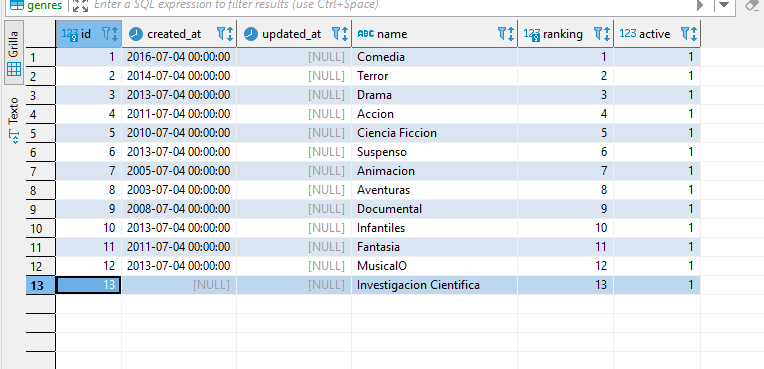 genres Enter a SQL expression to filter results (use Ctrl+Space)
Grilla
Texto
123 id created_at updated_at ABC name 123 ranking 123 active
1 1 2016-07-04 00:00:00 [NULL] Comedia 1 1
2 2 2014-07-04 00:00:00 [NULL] Terror 2 1
3 3 2013-07-04 00:00:00 [NULL] Drama 3 1
4 4 2011-07-04 00:00:00 [NULL] Accion 4 1
5 5 2010-07-04 00:00:00 [NULL] Ciencia Ficcion 5 1
6 6 2013-07-04 00:00:00 [NULL] Suspenso 6 1
7 7 2005-07-04 00:00:00 [NULL] Animacion 7 1
8 8 2003-07-04 00:00:00 [NULL] Aventuras 8 1
9 9 2008-07-04 00:00:00 [NULL] Documental 9 1
10 10 2013-07-04 00:00:00 [NULL] Infantiles 10 1
11 11 2011-07-04 00:00:00 [NULL] Fantasia 11 1
12 12 2013-07-04 00:00:00 [NULL] MusicalO 12 1
13 13 [NULL] [NULL] Investigacion Cientifica 13 1